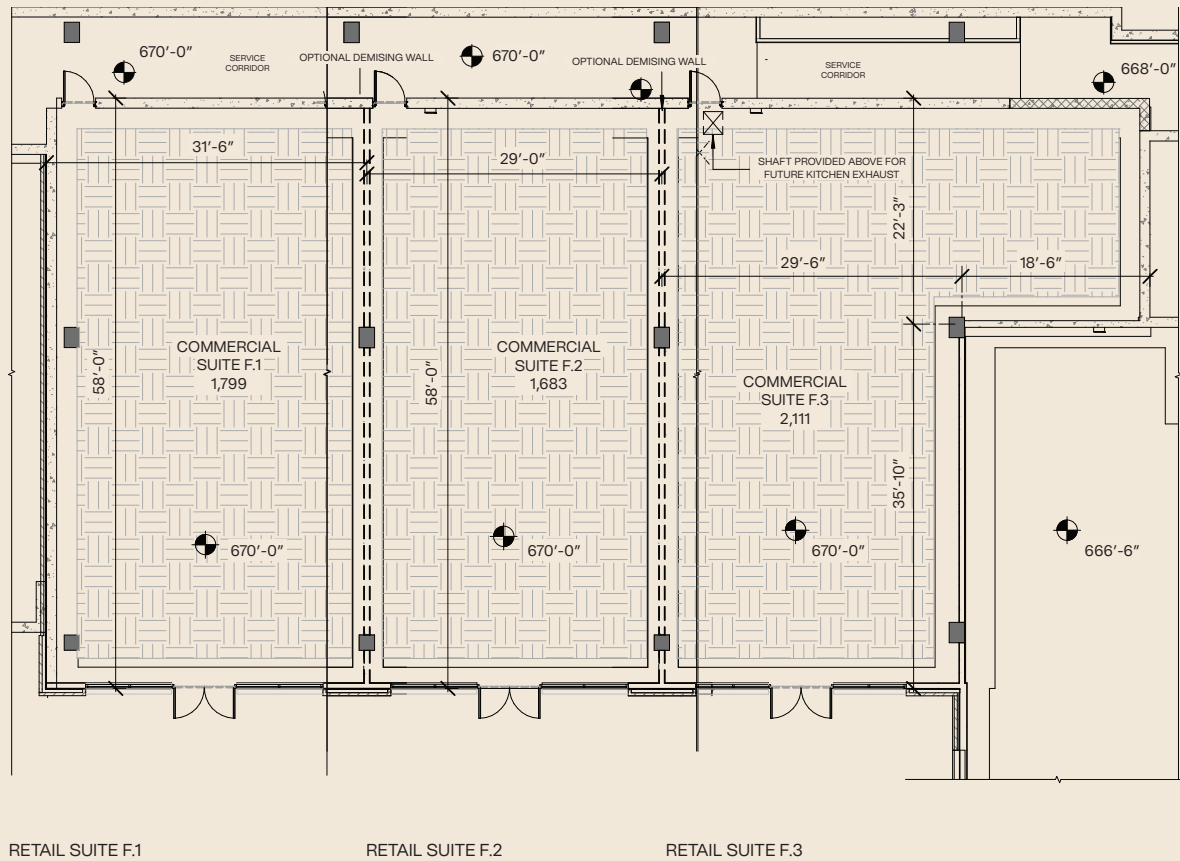 670’-0”
SERVICE
CORRIDOR
OPTIONAL DEMISING WALL
670’-0”
OPTIONAL DEMISING WALL
SERVICE
CORRIDOR
668’-0”
31’-6”
29’-0”
SHAFT PROVIDED ABOVE FOR
FUTURE KITCHEN EXHAUST
22’-3”
29’-6”
18’-6”
COMMERCIAL
SUITE F.1
1,799
58’-0”
COMMERCIAL
SUITE F.2
1,683
58’-0”
COMMERCIAL
SUITE F.3
2,111
35’-10”
670’-0”
670’-0”
670’-0”
666’-6”
RETAIL SUITE F.1
RETAIL SUITE F.2
RETAIL SUITE F.3